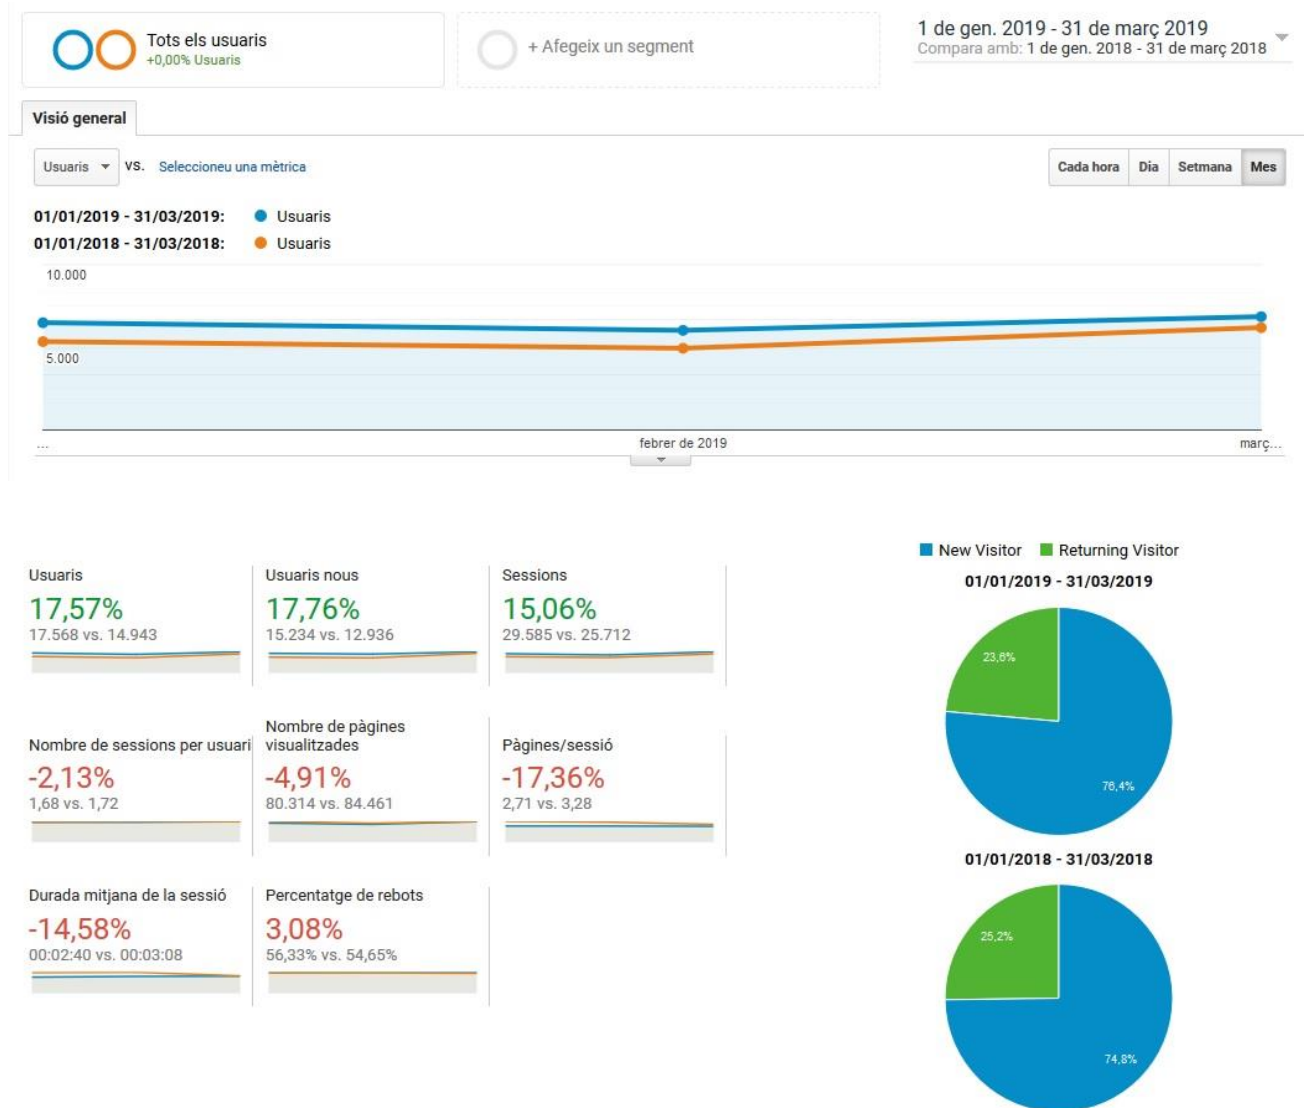 Tots els usuaris
+0,00% Usuaris
+ Afegeix un segment
1 de gen. 2019 - 31 de març 2019
Compara amb: 1 de gen. 2018 - 31 de març 2018
Visió general
Usuaris VS. Seleccioneu una mètrica
Cada hora Dia Setmana Mes
01/01/2019 - 31/03/2019: Usuaris
01/01/2018 - 31/03/2018: Usuaris
10.000
5.000
... febrer de 2019 març...
New Visitor Returning Visitor
01/01/2019 - 31/03/2019
23,6%
76,4%
01/01/2018 - 31/03/2018
25,2%
74,8%
Usuaris
17,57%
17.568 vs. 14.943
Usuaris nous
17,76%
15.234 vs. 12.936
Sessions
15,06%
29.585 vs. 25.712
Nombre de sessions per usuari
-2,13%
1,68 vs. 1,72
Nombre de pàgines
visualitzades
-4,91%
80.314 vs. 84.461
Pàgines/sessió
-17,36%
2,71 vs. 3,28
Durada mitjana de la sessió
-14,58%
00:02:40 vs. 00:03:08
Percentatge de rebots
3,08%
56,33% vs. 54,65%